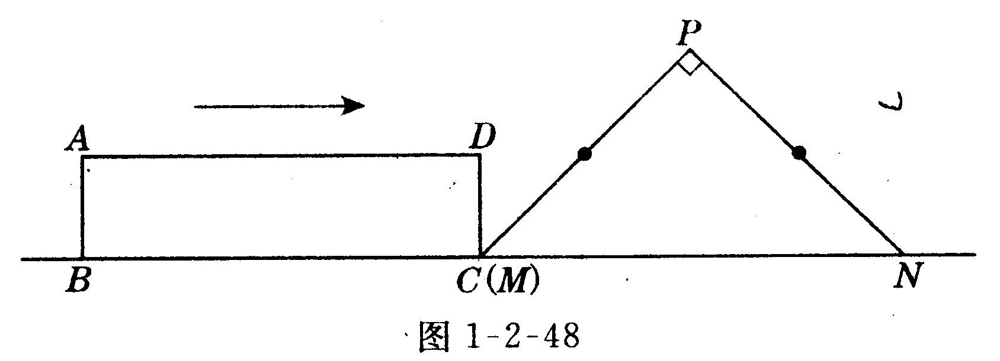 P
A D
B C(M) N
图 1-2-48